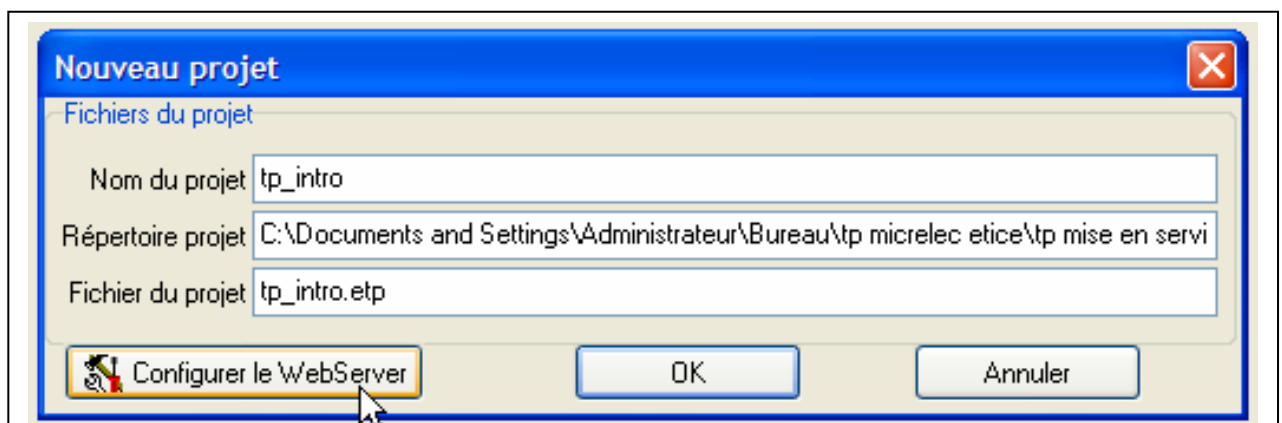 Nouveau projet
Fichiers du projet
Nom du projet tp_intro
Répertoire projet C:\Documents and Settings\Administrateur\Bureau\tp micrelec etice\tp mise en servi
Fichier du projet tp_intro.etp
Configurer le WebServer OK Annuler